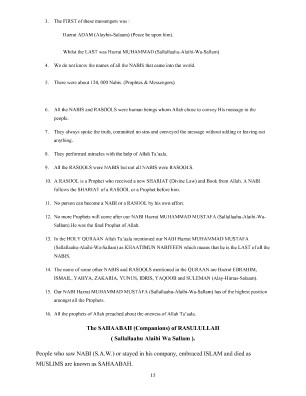 3. The FIRST of these messengers was :
Hazrat ADAM (Alayhis-Salaam) (Peace be upon him).
Whilst the LAST was Hazrat MUHAMMAD (Sallallaahu-Alaihi-Wa-Sallam)
4. We do not know the names of all the NABIS that came into the world.
5. There were about 124, 000 Nabis. (Prophets & Messengers)
6. All the NABIS and RASOOLS were human beings whom Allah chose to convey His message to the
people.
7. They always spoke the truth, committed no sins and conveyed the message without adding or leaving out
anything.
8. They performed miracles with the help of Allah Ta'aala.
9. All the RASOOLS were NABIS but not all NABIS were RASOOLS.
10. A RASOOL is a Prophet who received a new SHARIAT (Divine Law) and Book from Allah. A NABI
follows the SHARIAT of a RASOOL or a Prophet before him.
11. No person can become a NABI or a RASOOL by his own effort.
12. No more Prophets will come after our NABI Hazrat MUHAMMAD MUSTAFA (Sallallaahu-Alaihi-Wa-
Sallam) He was the final Prophet of Allah.
13. In the HOLY QURAAN Allah Ta'aala mentioned our NABI Hazrat MUHAMMAD MUSTAFA
(Sallallaahu-Alaihi-Wa-Sallam) as KHAATIMUN NABIYEEN which means that he is the LAST of all the
NABIS.
14. The name of some other NABIS and RASOOLS mentioned in the QURAAN are Hazrat EBRAHIM,
ISMAIL, YAHYA, ZAKARIA, YUNUS, IDRIS, YAQOOB and SULEMAN (Alay-Himus-Salaam).
15. Our NABI Hazrat MUHAMMAD MUSTAFA (Sallallaahu-Alaihi-Wa-Sallam) has of the highest position
amongst all the Prophets.
16. All the prophets of Allah preached about the oneness of Allah Ta'aala.
The SAHAABAH (Companions) of RASULULLAH
( Sallallaahu Alaihi Wa Sallam ).
People who saw NABI (S.A.W.) or stayed in his company, embraced ISLAM and died as
MUSLIMS are known as SAHAABAH.
15